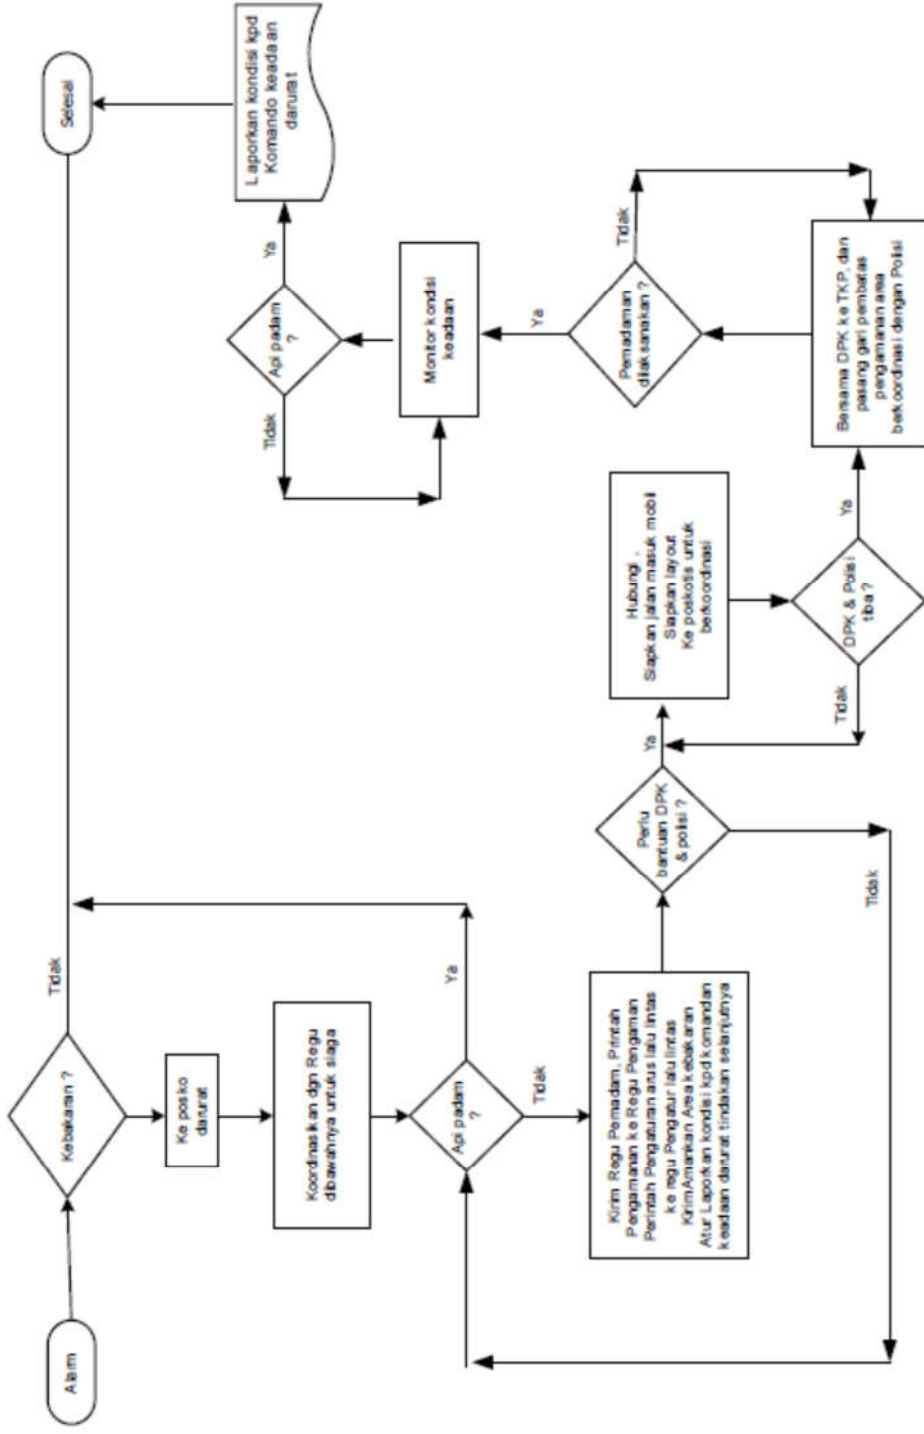 Alarm
Kebakaran ?
Tidak
Selesai
Ke posko
darurat
Koordinasikan dgn Regu
dibawahnya untuk siaga
Api padam
?
Ya
Tidak
Kirim Regu Pemadam, Printah
Pengamanan ke Regu Pengaman
Perintah Pengaturan arus lalu lintas
ke regu Pengatur lalu lintas
KirimAmankan Area kebakaran
Atur Laporkan kondisi kpd komandan
keadaan darurat tindakan selanjutnya
Perlu
bantuan DPK
& polisi ?
Ya
Tidak
Hubungi ,
Siapkan jalan masuk mobil
Siapkan layout
Ke poskotis untuk
berkoordinasi
DPK & Polisi
tiba ?
Tidak
Ya
Bersama DPK ke TKP, dan
pasang gari pembatas
pengamanan area
berkoordinasi dengan Polisi
Pemadaman
dilaksanakan ?
Tidak
Ya
Monitor kondisi
keadaan
Api padam
?
Tidak
Ya
Laporkan kondisi kpd
Komando keadaan
darurat